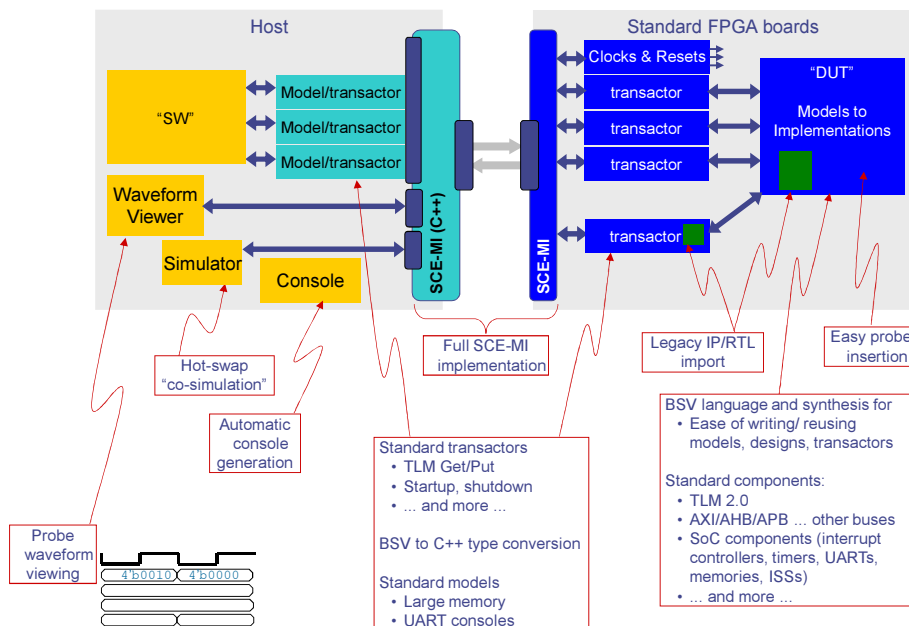 Host
Standard FPGA boards
"SW"
Model/transactor
Model/transactor
Model/transactor
Waveform
Viewer
Simulator
Console
SCE-MI (C++)
SCE-MI
Clocks & Resets
transactor
transactor
transactor
transactor
"DUT"
Models to
Implementations
Hot-swap
"co-simulation"
Automatic
console
generation
Full SCE-MI
implementation
Legacy IP/RTL
import
Easy probe
insertion
Probe
waveform
viewing
4'b0010
4'b0000
Standard transactors
• TLM Get/Put
• Startup, shutdown
• ... and more ...
BSV to C++ type conversion
Standard models
• Large memory
• UART consoles
BSV language and synthesis for
• Ease of writing/ reusing
models, designs, transactors
Standard components:
• TLM 2.0
• AXI/AHB/APB ... other buses
• SoC components (interrupt
controllers, timers, UARTs,
memories, ISSs)
• ... and more ...